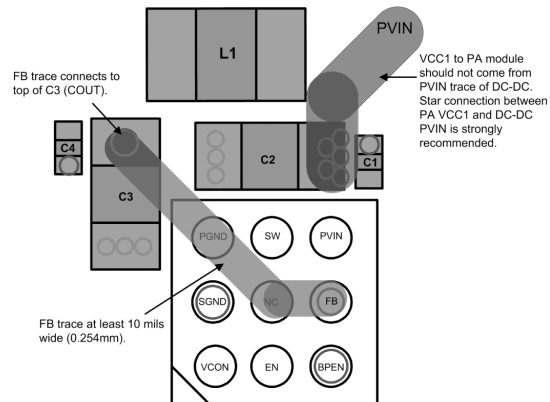 PVIN
L1
VCC1 to PA module
should not come from
PVIN trace of DC-DC.
Star connection between
PA VCC1 and DC-DC
PVIN is strongly
recommended.
FB trace connects to
top of C3 (COUT).
C4
C2
C1
C3
PGND
SW
PVIN
SGND
NC
FB
FB trace at least 10 mils
wide (0.254mm).
VCON
EN
BPEN